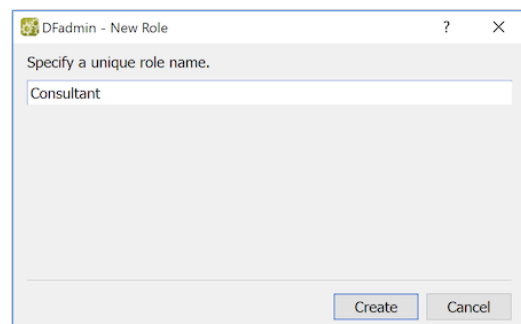 DFadmin - New Role
Specify a unique role name.
Consultant
Create Cancel